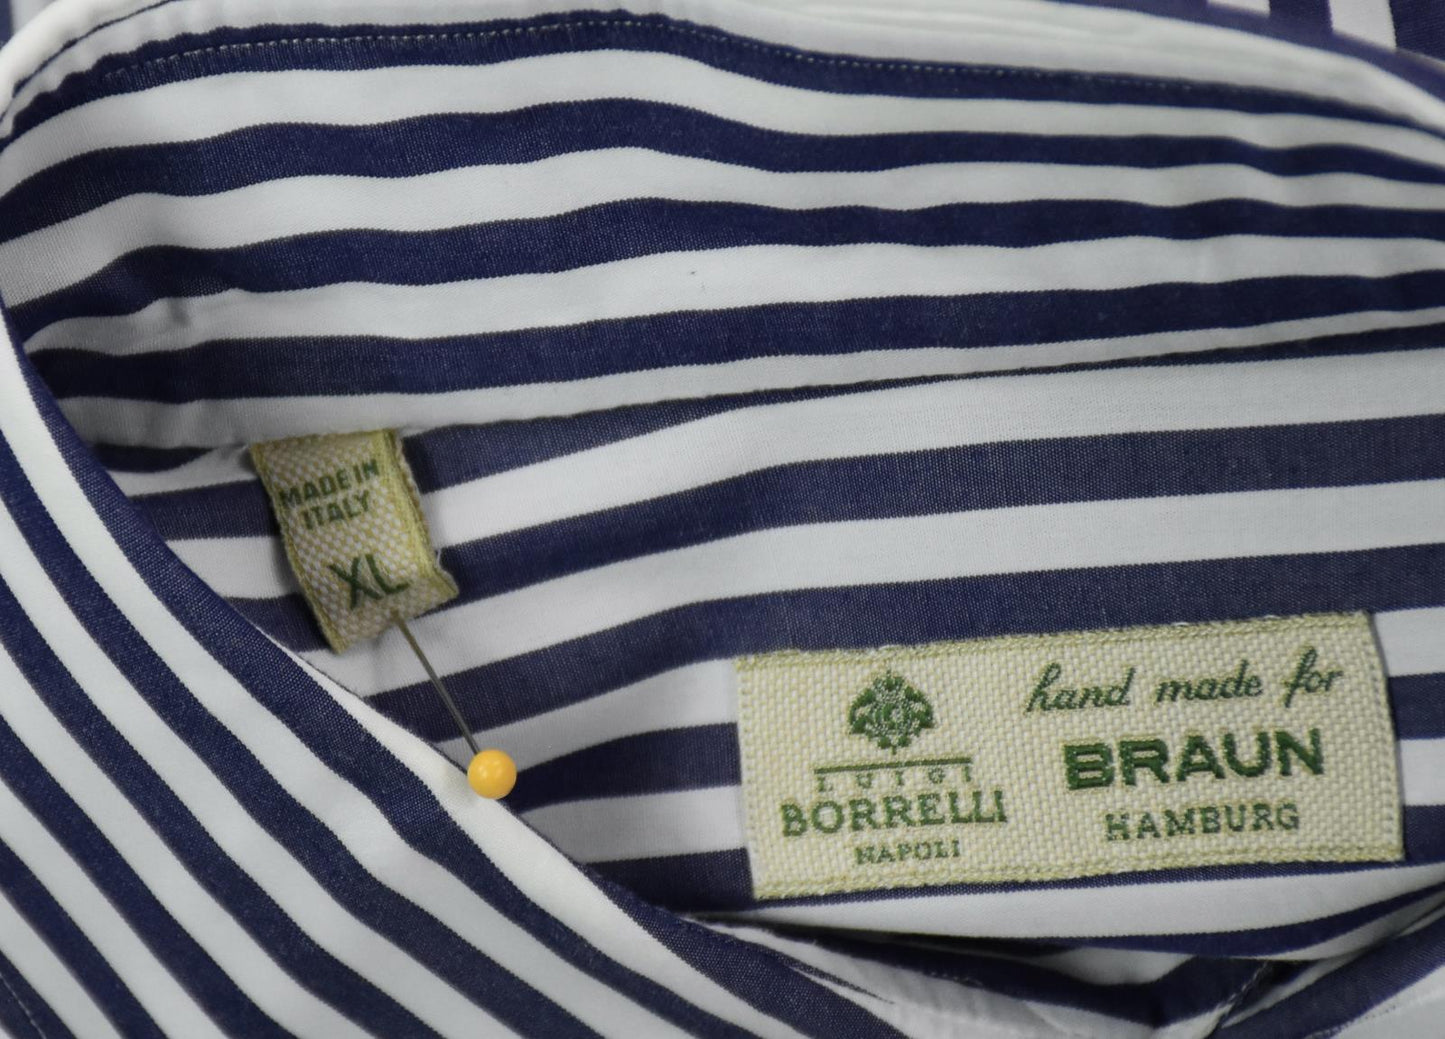 MADE IN
ITALY
XL
LUIGI
BORRELLI
NAPOLI
hand made for
BRAUN
HAMBURG